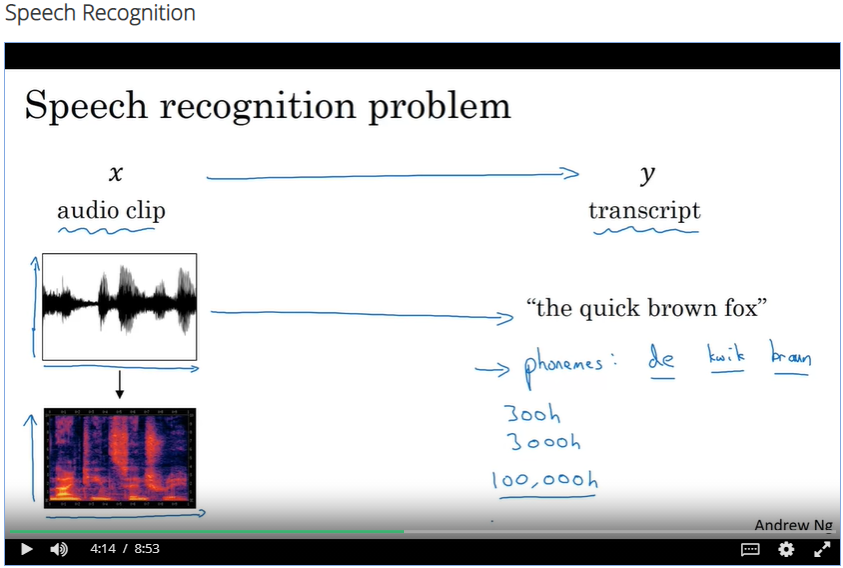 Speech Recognition
Speech recognition problem
x
y
audio clip
transcript
“the quick brown fox”
phonemes: de kwik braun
300h
3000h
100,000h
Andrew Ng
4:14 / 8:53